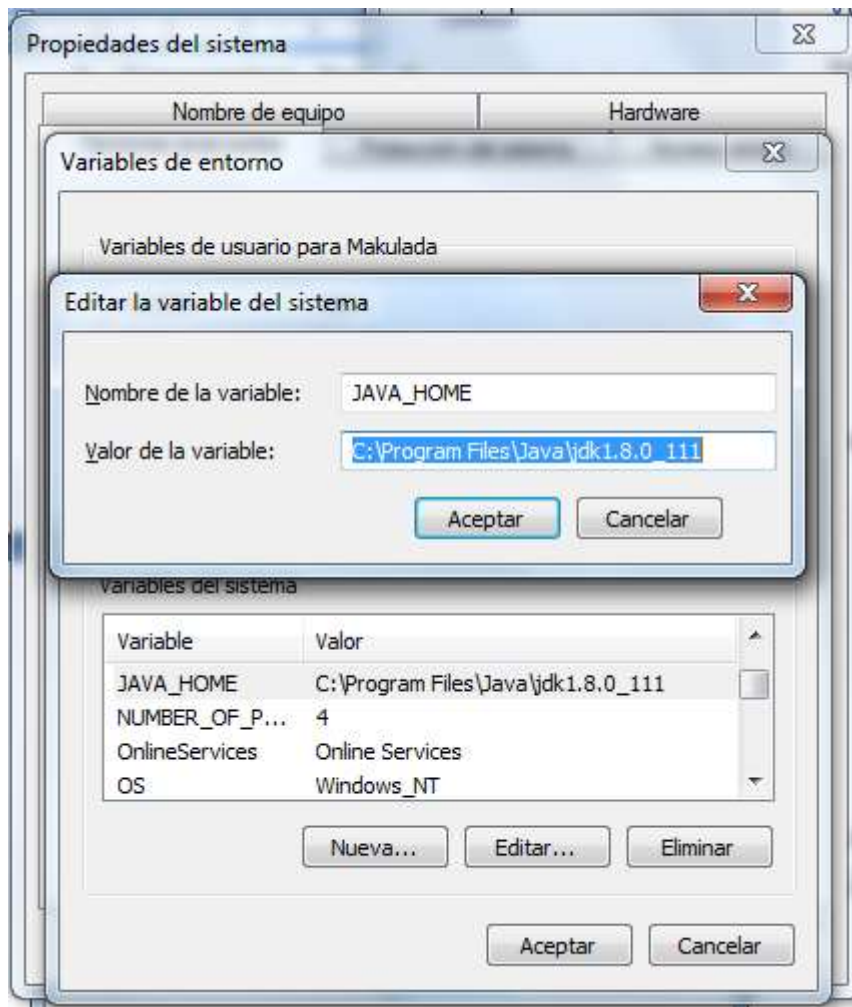 Propiedades del sistema
Nombre de equipo Hardware
Variables de entorno
Variables de usuario para Makulada
Editar la variable del sistema
Nombre de la variable: JAVA_HOME
Valor de la variable: C:\Program Files\Java\jdk1.8.0_111
Aceptar Cancelar
Variables del sistema
Variable Valor
JAVA_HOME C:\Program Files\Java\jdk1.8.0_111
NUMBER_OF_P... 4
OnlineServices Online Services
OS Windows_NT
Nueva... Editar... Eliminar
Aceptar Cancelar